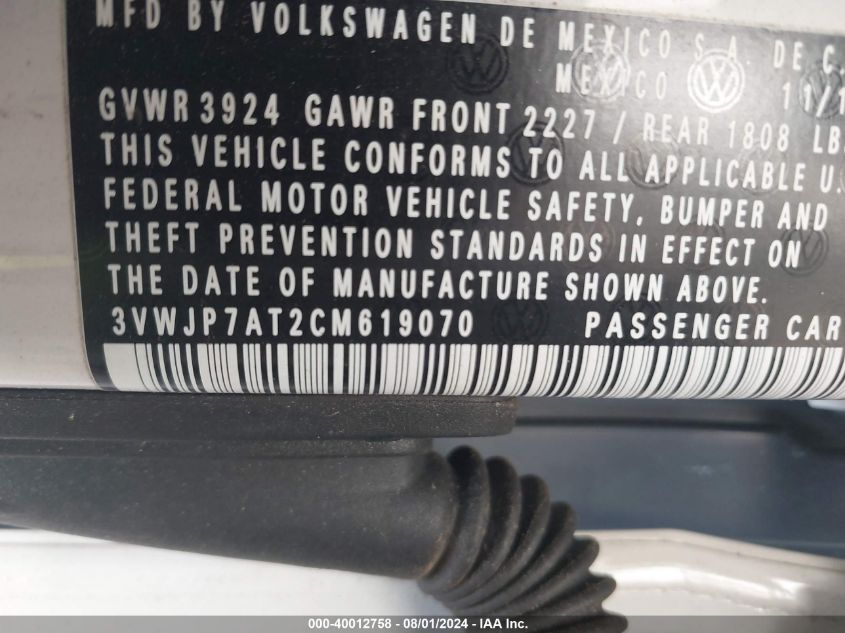 MFD BY VOLKSWAGEN DE MEXICO S.A. DE C.
MEXICO 11/1
GVWR 3924 GAWR FRONT 2227 / REAR 1808 LB
THIS VEHICLE CONFORMS TO ALL APPLICABLE U.
FEDERAL MOTOR VEHICLE SAFETY, BUMPER AND
THEFT PREVENTION STANDARDS IN EFFECT ON
THE DATE OF MANUFACTURE SHOWN ABOVE.
3VWJP7AT2CM619070 PASSENGER CAR
000-40012758 - 08/01/2024 - IAA Inc.